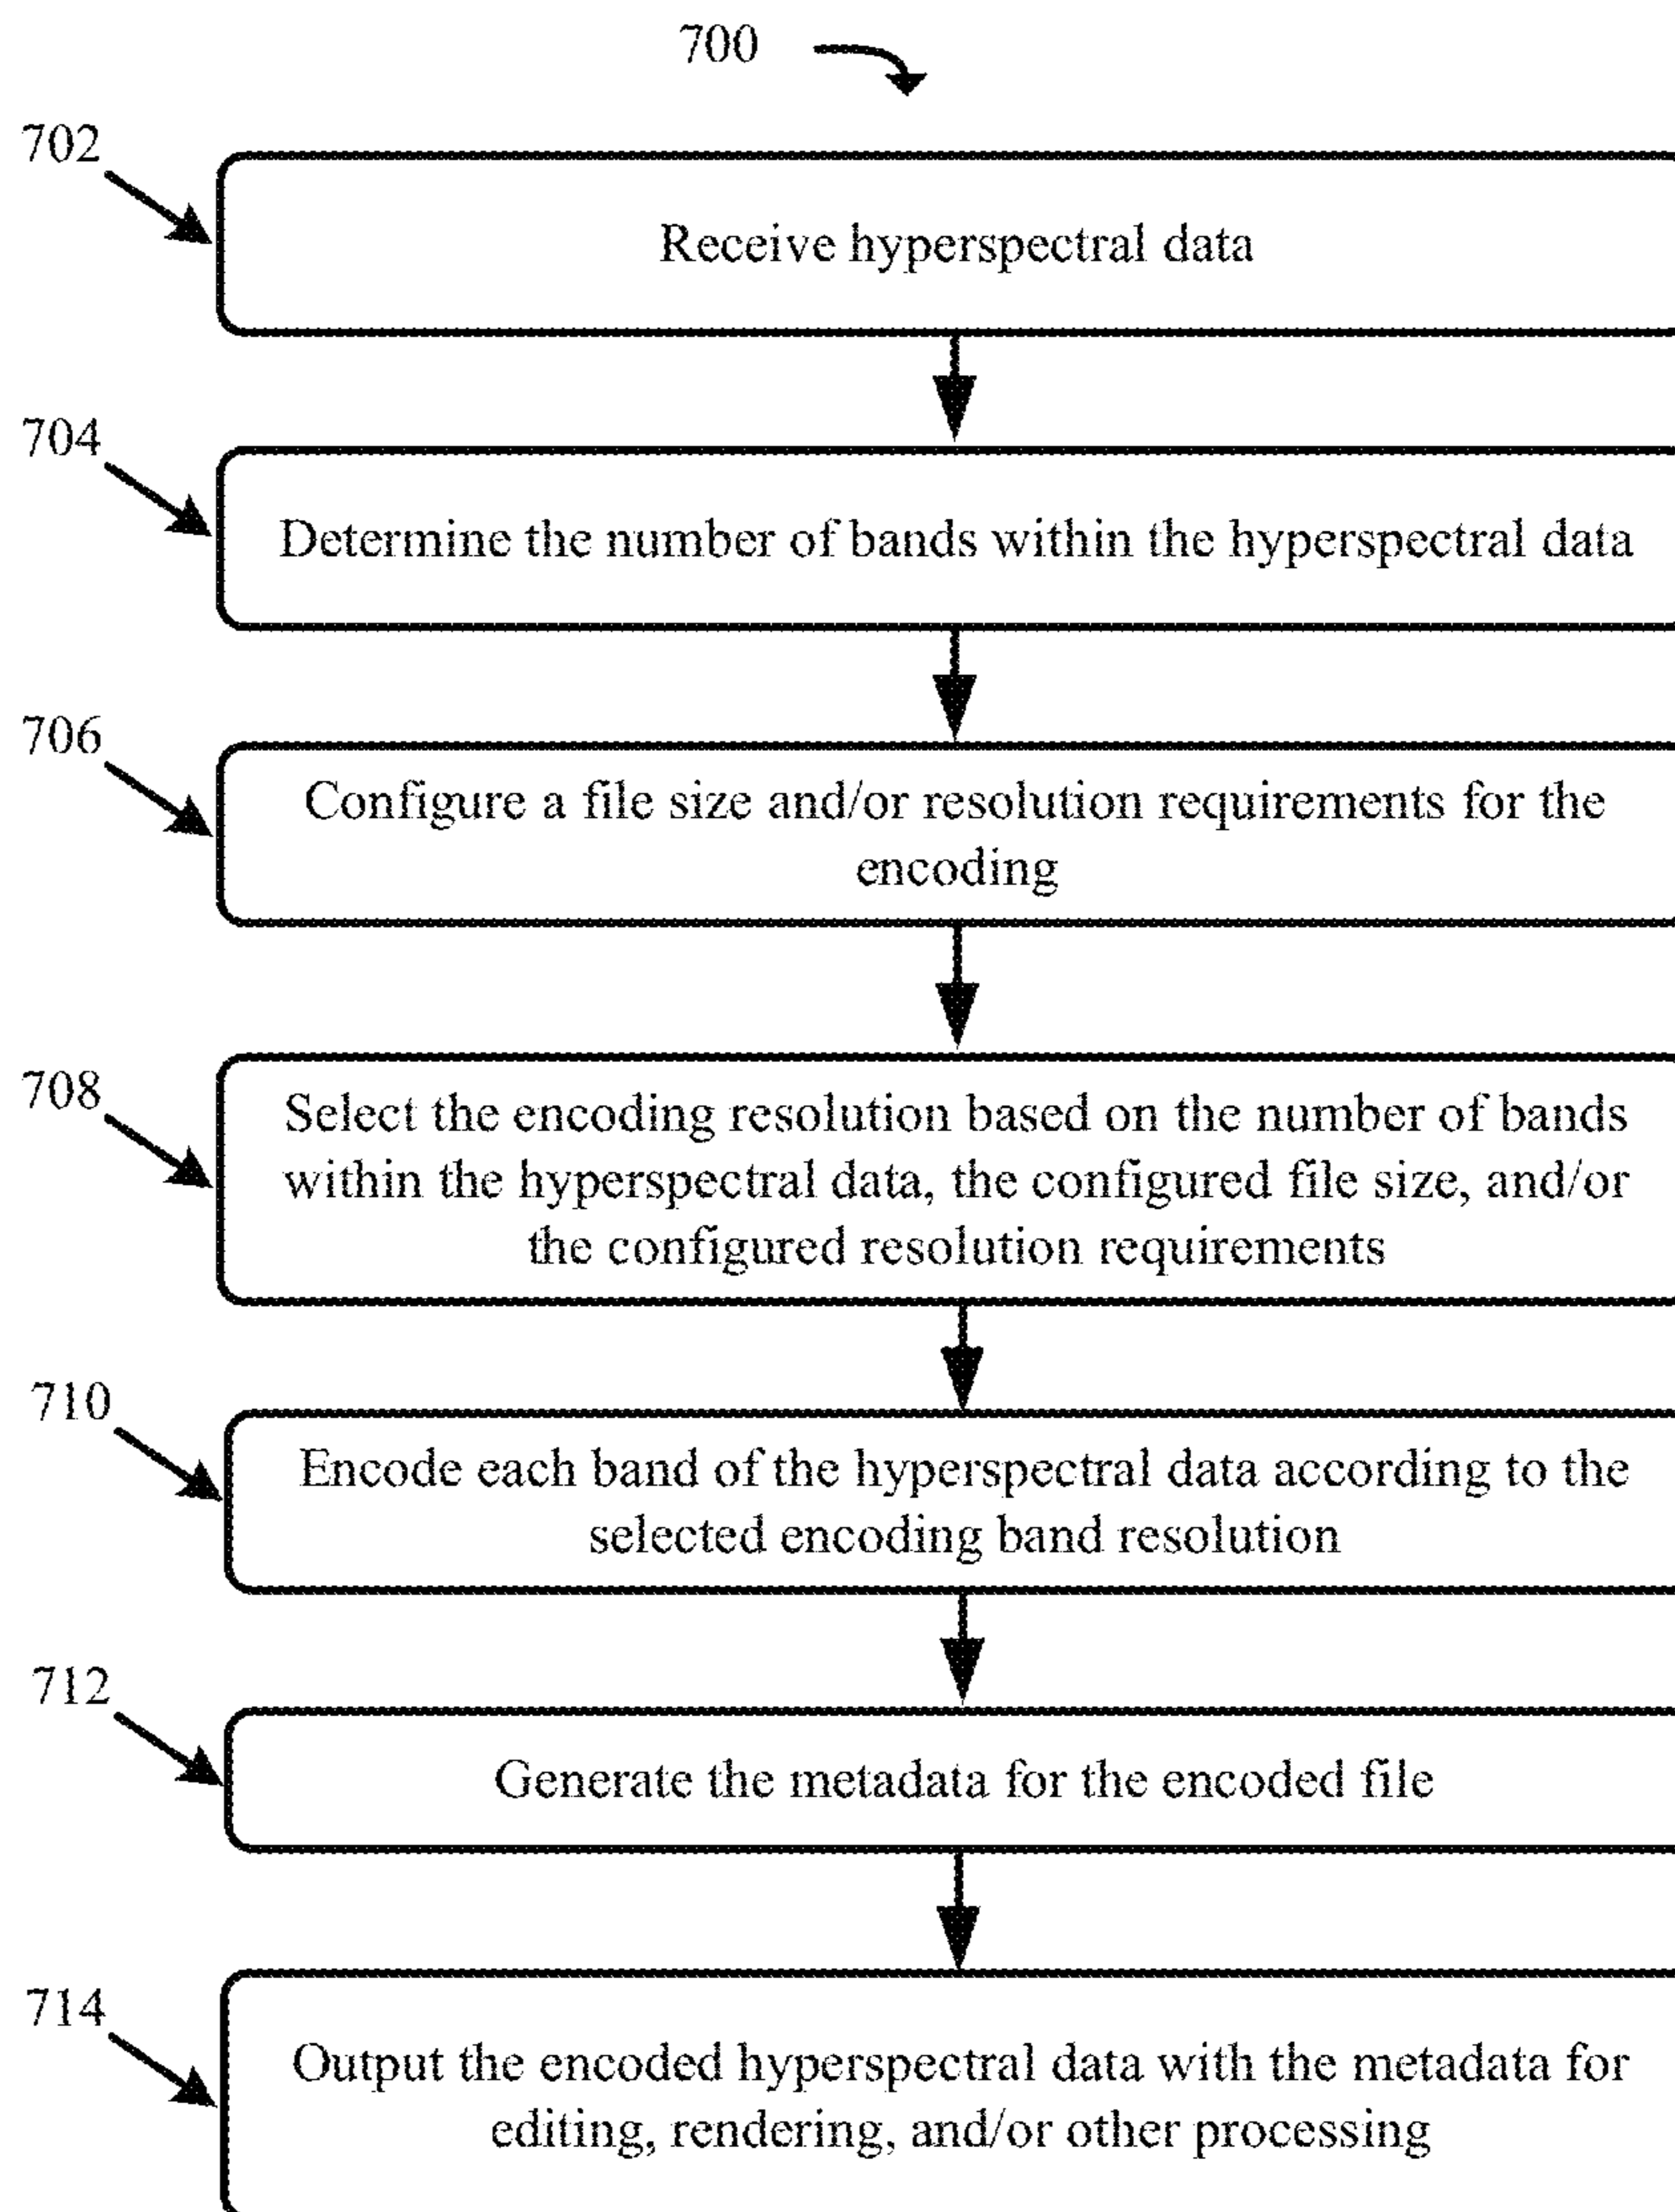 700
702
Receive hyperspectral data
704
Determine the number of bands within the hyperspectral data
706
Configure a file size and/or resolution requirements for the
encoding
708
Select the encoding resolution based on the number of bands
within the hyperspectral data, the configured file size, and/or
the configured resolution requirements
710
Encode each band of the hyperspectral data according to the
selected encoding band resolution
712
Generate the metadata for the encoded file
714
Output the encoded hyperspectral data with the metadata for
editing, rendering, and/or other processing